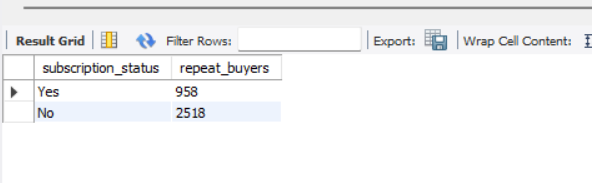 Result Grid Filter Rows: Export: Wrap Cell Content:
subscription_status repeat_buyers
Yes 958
No 2518